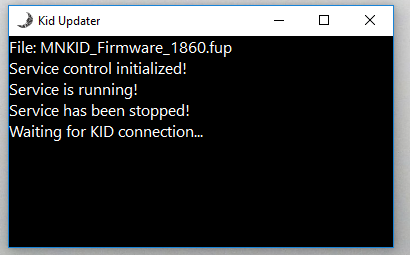 Kid Updater
File: MNKID_Firmware_1860.fup
Service control initialized!
Service is running!
Service has been stopped!
Waiting for KID connection...